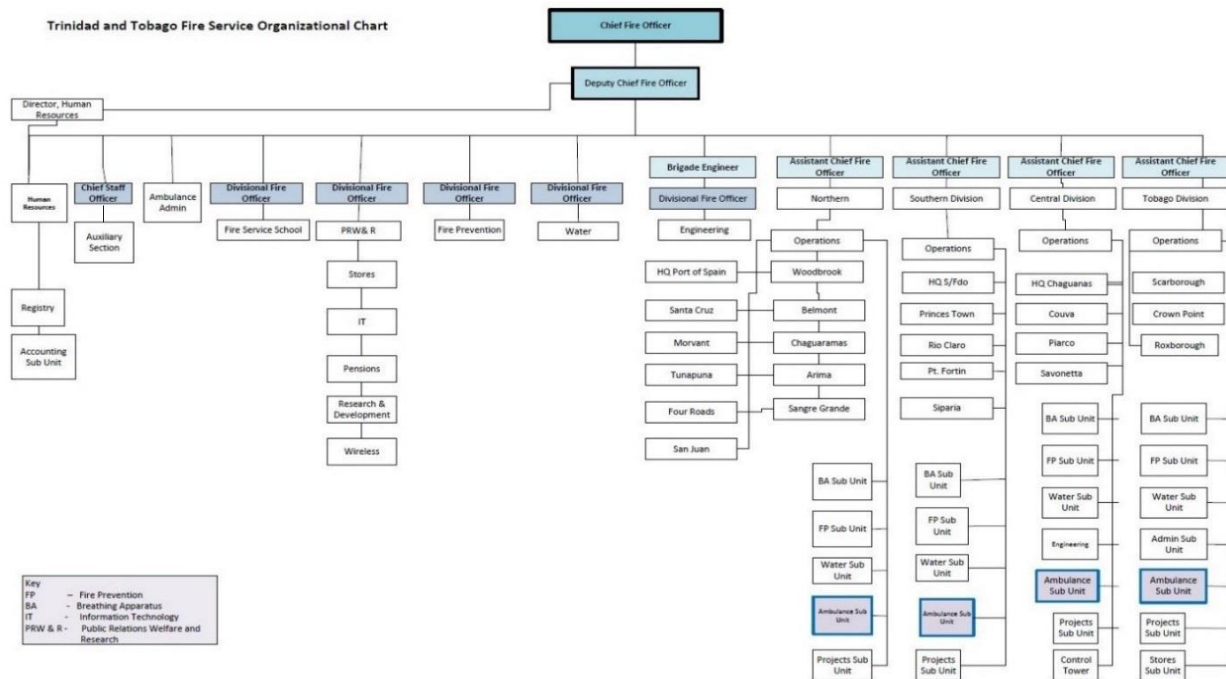 Trinidad and Tobago Fire Service Organizational Chart
Chief Fire Officer
Deputy Chief Fire Officer
Director, Human
Resources
Human
Resources
Registry
Accounting
Sub Unit
Chief Staff
Officer
Auxiliary
Section
Ambulance
Admin
Divisional Fire
Officer
Fire Service School
Divisional Fire
Officer
PRW& R
Stores
IT
Pensions
Research &
Development
Wireless
Divisional Fire
Officer
Fire Prevention
Divisional Fire
Officer
Water
Brigade Engineer
Divisional Fire Officer
Engineering
Assistant Chief Fire
Officer
Northern
Operations
HQ Port of Spain
Woodbrook
Santa Cruz
Belmont
Morvant
Chaguaramas
Tunapuna
Arima
Four Roads
Sangre Grande
San Juan
BA Sub Unit
FP Sub Unit
Water Sub
Unit
Ambulance Sub
Unit
Projects Sub
Unit
Assistant Chief Fire
Officer
Southern Division
Operations
HQ S/Fdo
Princes Town
Rio Claro
Pt. Fortin
Siparia
BA Sub
Unit
FP Sub
Unit
Water Sub
Unit
Ambulance Sub
Unit
Projects Sub
Unit
Assistant Chief Fire
Officer
Central Division
Operations
HQ Chaguanas
Couva
Piarco
Savonetta
BA Sub Unit
FP Sub Unit
Water Sub
Unit
Engineering
Ambulance
Sub Unit
Projects
Sub Unit
Control
Tower
Assistant Chief Fire
Officer
Tobago Division
Operations
Scarborough
Crown Point
Roxborough
BA Sub Unit
FP Sub Unit
Water Sub
Unit
Admin Sub
Unit
Ambulance
Sub Unit
Projects
Sub Unit
Stores Sub
Unit
Key
FP – Fire Prevention
BA - Breathing Apparatus
IT - Information Technology
PRW & R - Public Relations Welfare and
Research